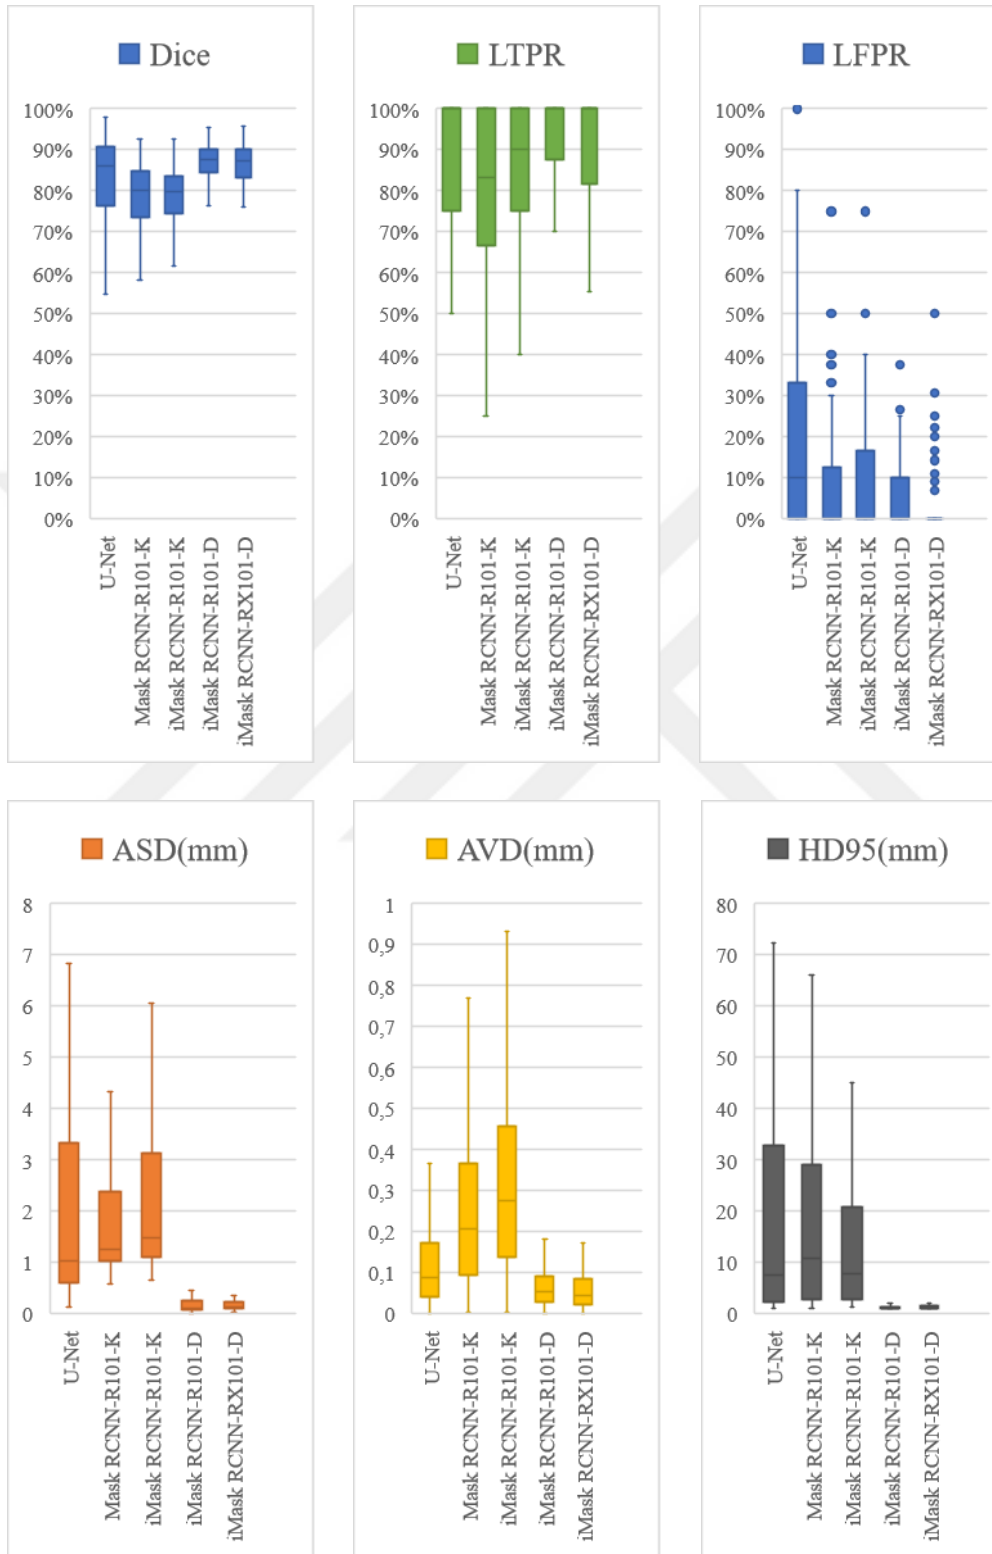 Dice
100%
90%
80%
70%
60%
50%
40%
30%
20%
10%
0%
U-Net
Mask RCNN-R101-K
iMask RCNN-R101-K
iMask RCNN-R101-D
iMask RCNN-RX101-D
LTPR
100%
90%
80%
70%
60%
50%
40%
30%
20%
10%
0%
U-Net
Mask RCNN-R101-K
iMask RCNN-R101-K
iMask RCNN-R101-D
iMask RCNN-RX101-D
LFPR
100%
90%
80%
70%
60%
50%
40%
30%
20%
10%
0%
U-Net
Mask RCNN-R101-K
iMask RCNN-R101-K
iMask RCNN-R101-D
iMask RCNN-RX101-D
ASD(mm)
8
7
6
5
4
3
2
1
0
U-Net
Mask RCNN-R101-K
iMask RCNN-R101-K
iMask RCNN-R101-D
iMask RCNN-RX101-D
AVD(mm)
1
0,9
0,8
0,7
0,6
0,5
0,4
0,3
0,2
0,1
0
U-Net
Mask RCNN-R101-K
iMask RCNN-R101-K
iMask RCNN-R101-D
iMask RCNN-RX101-D
HD95(mm)
80
70
60
50
40
30
20
10
0
U-Net
Mask RCNN-R101-K
iMask RCNN-R101-K
iMask RCNN-R101-D
iMask RCNN-RX101-D